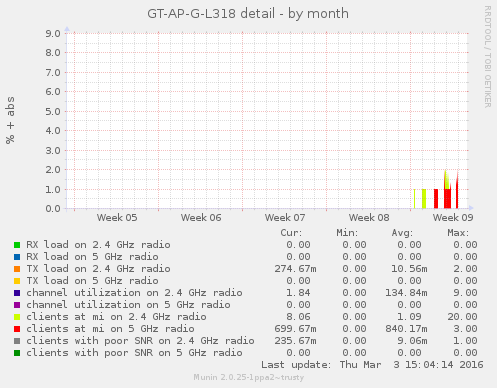 GT-AP-G-L318 detail - by month
RRDTOOL / TOBI OETIKER
% + abs
9.0
8.0
7.0
6.0
5.0
4.0
3.0
2.0
1.0
0.0
Week 05 Week 06 Week 07 Week 08 Week 09
Cur: Min: Avg: Max:
RX load on 2.4 GHz radio 0.00 0.00 0.00 0.00
RX load on 5 GHz radio 0.00 0.00 0.00 0.00
TX load on 2.4 GHz radio 274.67m 0.00 10.56m 2.00
TX load on 5 GHz radio 0.00 0.00 0.00 0.00
channel utilization on 2.4 GHz radio 1.84 0.00 134.84m 9.00
channel utilization on 5 GHz radio 0.00 0.00 0.00 0.00
clients at mi on 2.4 GHz radio 8.06 0.00 1.09 20.00
clients at mi on 5 GHz radio 699.67m 0.00 840.17m 3.00
clients with poor SNR on 2.4 GHz radio 235.67m 0.00 9.06m 1.00
clients with poor SNR on 5 GHz radio 0.00 0.00 0.00 0.00
Last update: Thu Mar 3 15:04:14 2016
Munin 2.0.25-1ppa2~trusty